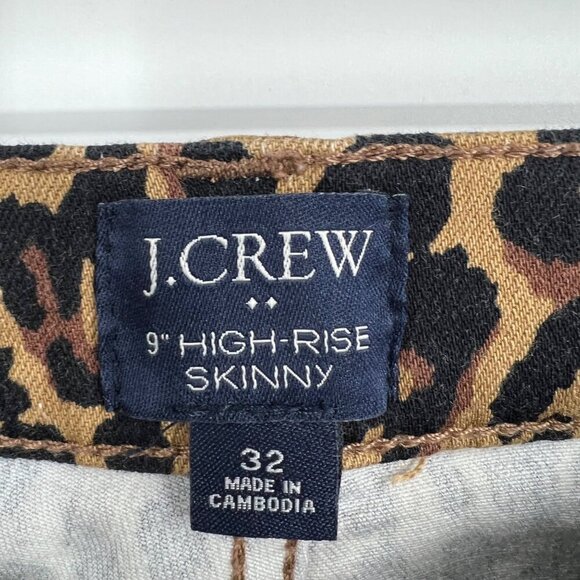 J.CREW
9" HIGH-RISE
SKINNY
32
MADE IN
CAMBODIA